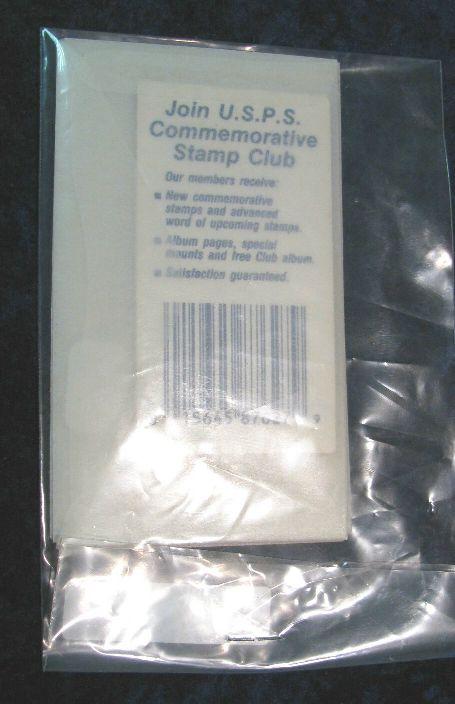 Join U.S.P.S.
Commemorative
Stamp Club
Our members receive:
■ New commemorative
stamps and advanced
word of upcoming stamps.
■ Album pages, special
mounts and free Club album.
■ Satisfaction guaranteed.
9